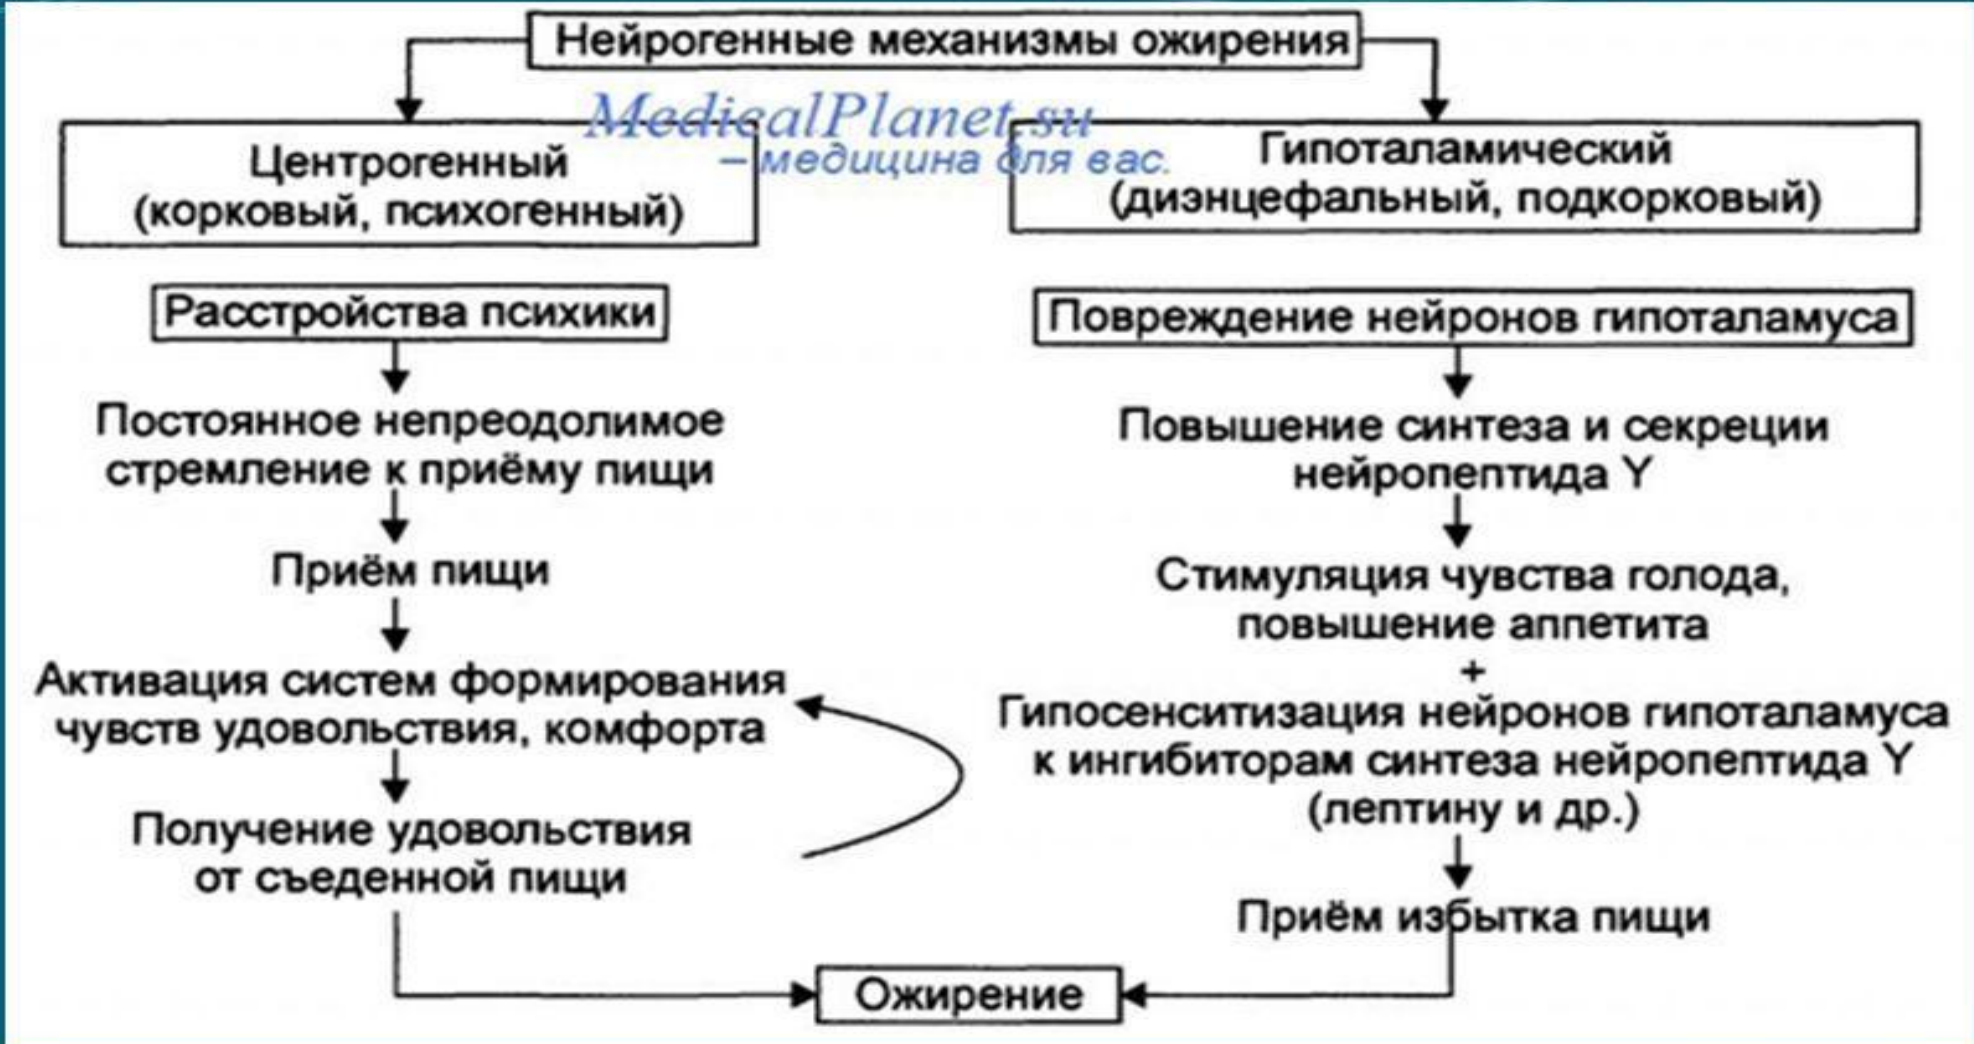 Нейрогенные механизмы ожирения
MedicalPlanet.su
– медицина для вас.
Центрогенный
(корковый, психогенный)
Расстройства психики
Постоянное непреодолимое
стремление к приёму пищи
Приём пищи
Активация систем формирования
чувств удовольствия, комфорта
Получение удовольствия
от съеденной пищи
Гипоталамический
(диэнцефальный, подкорковый)
Повреждение нейронов гипоталамуса
Повышение синтеза и секреции
нейропептида Y
Стимуляция чувства голода,
повышение аппетита
+
Гипосенситизация нейронов гипоталамуса
к ингибиторам синтеза нейропептида Y
(лептину и др.)
Приём избытка пищи
Ожирение